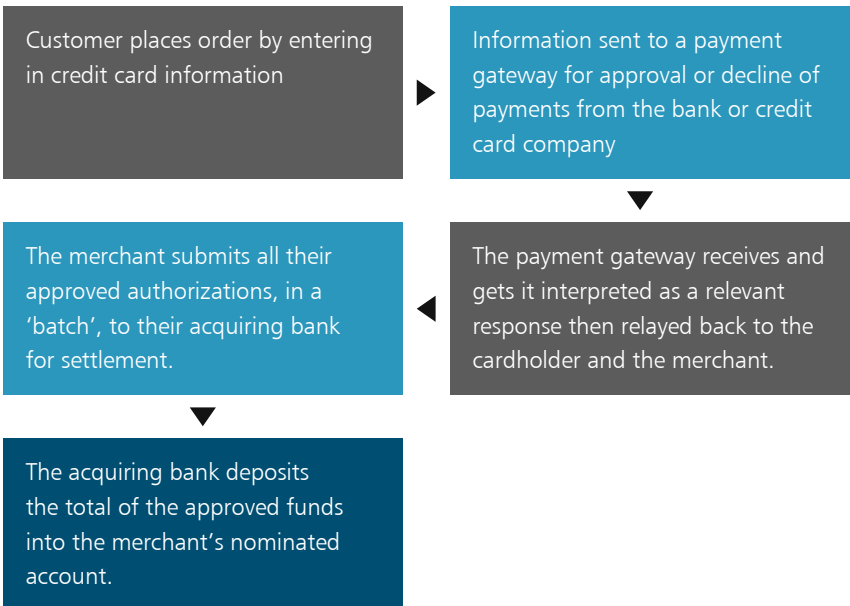 Customer places order by entering
in credit card information
Information sent to a payment
gateway for approval or decline of
payments from the bank or credit
card company
The payment gateway receives and
gets it interpreted as a relevant
response then relayed back to the
cardholder and the merchant.
The merchant submits all their
approved authorizations, in a
‘batch’, to their acquiring bank
for settlement.
The acquiring bank deposits
the total of the approved funds
into the merchant’s nominated
account.